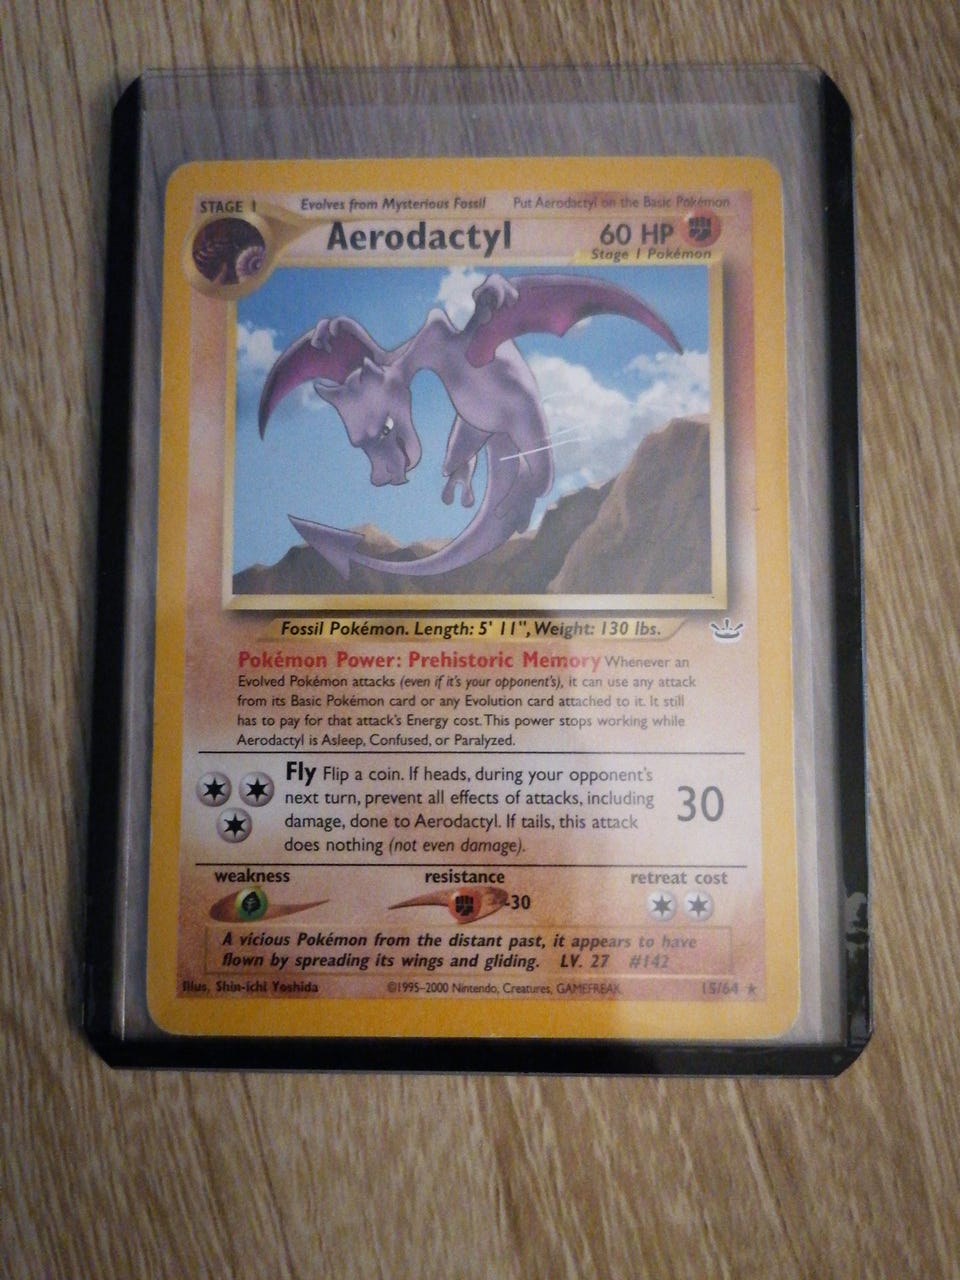 STAGE 1 Evolves from Mysterious Fossil Put Aerodactyl on the Basic Pokémon
Aerodactyl 60 HP
Stage 1 Pokémon
Fossil Pokémon. Length: 5' 11", Weight: 130 lbs.
Pokémon Power: Prehistoric Memory Whenever an
Evolved Pokémon attacks (even if it's your opponent's), it can use any attack
from its Basic Pokémon card or any Evolution card attached to it. It still
has to pay for that attack's Energy cost. This power stops working while
Aerodactyl is Asleep, Confused, or Paralyzed.
Fly Flip a coin. If heads, during your opponent's
next turn, prevent all effects of attacks, including
damage, done to Aerodactyl. If tails, this attack
does nothing (not even damage).
30
weakness resistance retreat cost
-30
A vicious Pokémon from the distant past, it appears to have
flown by spreading its wings and gliding. LV. 27 #142
Illus. Shin-ichi Yoshida ©1995-2000 Nintendo, Creatures, GAMEFREAK 15/64